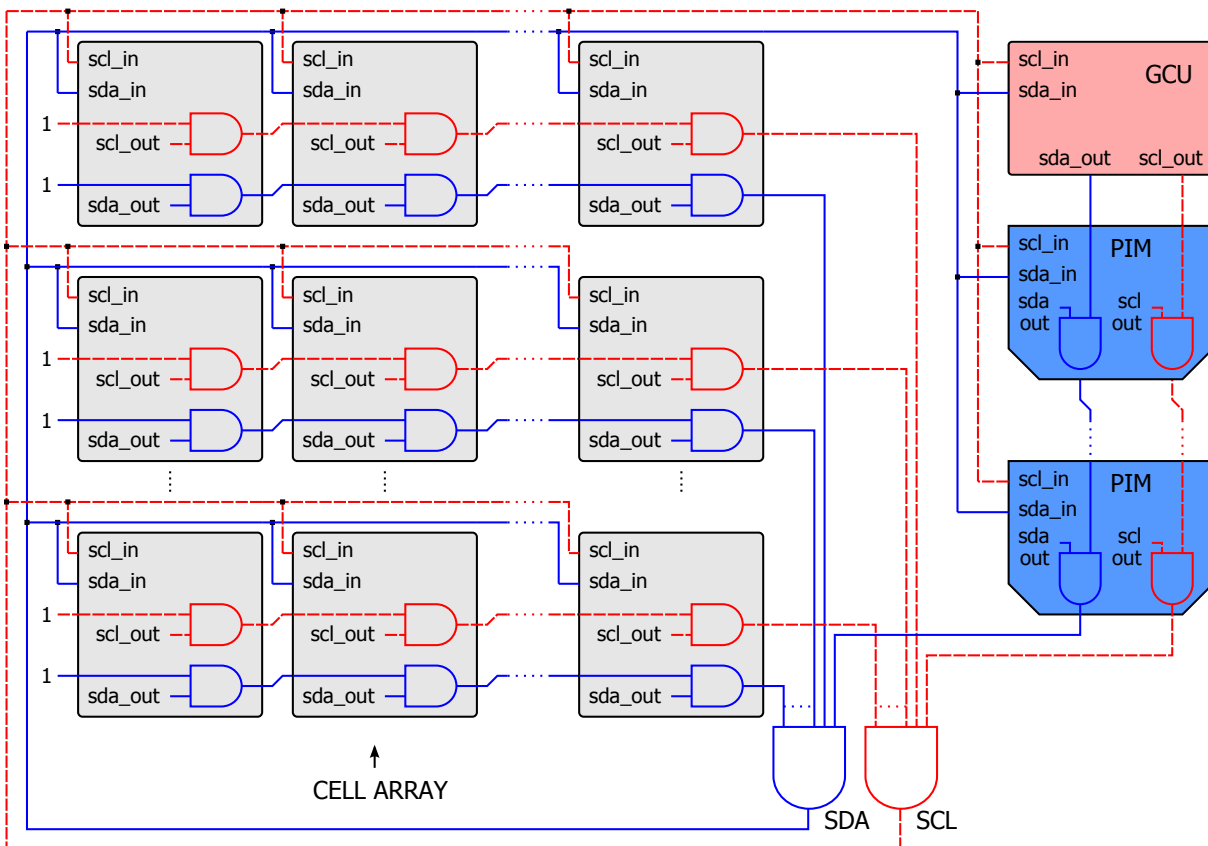 scl_in
sda_in
1
scl_out
1
sda_out
scl_in
sda_in
scl_out
sda_out
scl_in
sda_in
scl_out
sda_out
scl_in
sda_in
GCU
sda_out
scl_out
scl_in
sda_in
1
scl_out
1
sda_out
scl_in
sda_in
scl_out
sda_out
scl_in
sda_in
scl_out
sda_out
scl_in
PIM
sda_in
sda
out
scl
out
scl_in
sda_in
1
scl_out
1
sda_out
scl_in
sda_in
scl_out
sda_out
scl_in
sda_in
scl_out
sda_out
scl_in
PIM
sda_in
sda
out
scl
out
CELL ARRAY
SDA
SCL